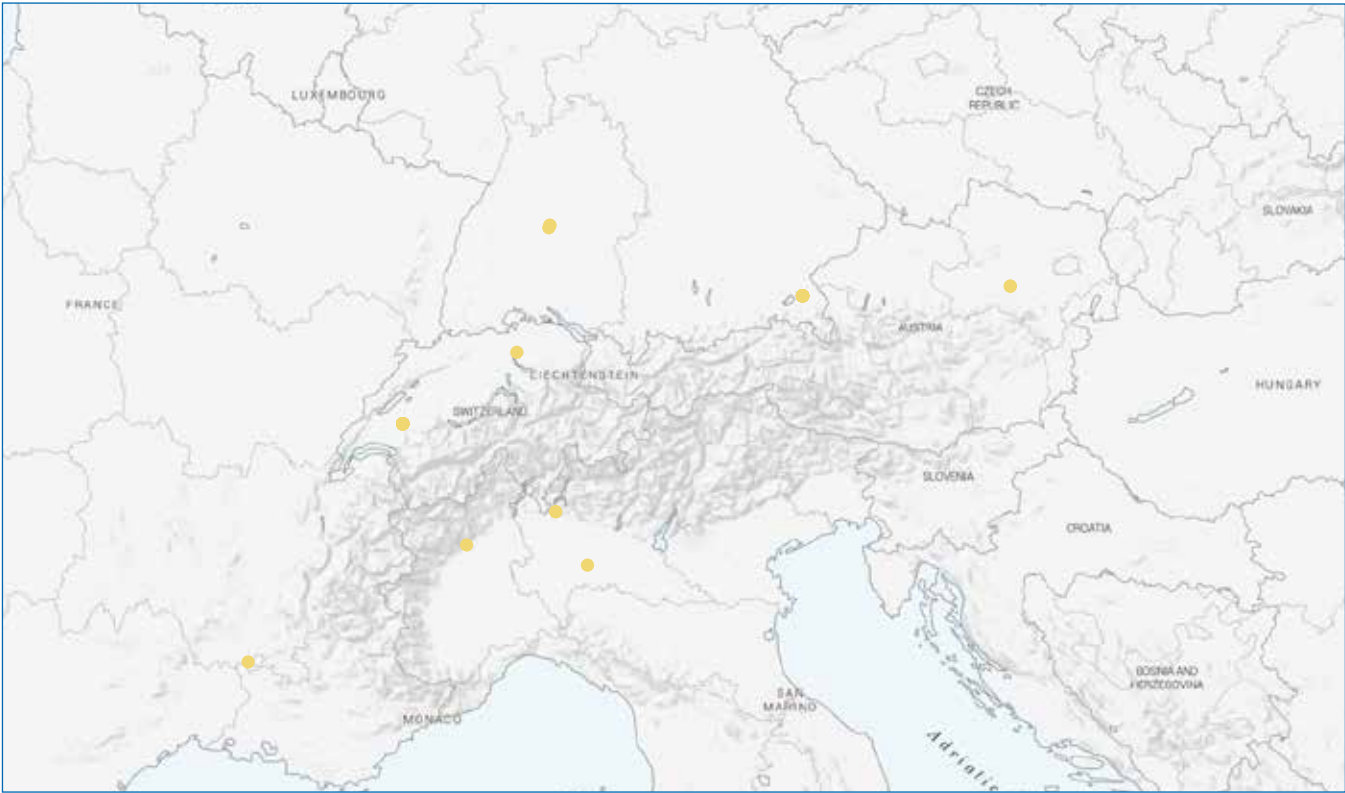 LUXEMBOURG
CZECH
REPUBLIC
SLOVAKIA
FRANCE
AUSTRIA
LIECHTENSTEIN
HUNGARY
SWITZERLAND
SLOVENIA
CROATIA
BOSNIA AND
HERZEGOVINA
SAN
MARINO
MONACO
Adriatic